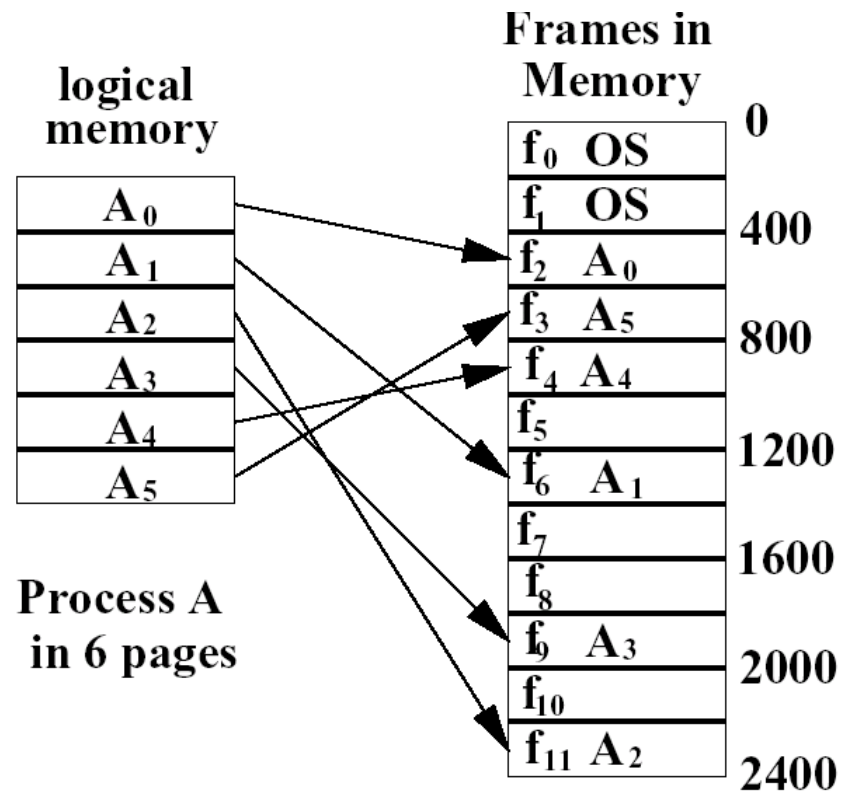 logical
memory
A0
A1
A2
A3
A4
A5
Process A
in 6 pages
Frames in
Memory
0
f0 OS
f1 OS
400
f2 A0
f3 A5
800
f4 A4
f5
1200
f6 A1
f7
1600
f8
f9 A3
2000
f10
f11 A2
2400